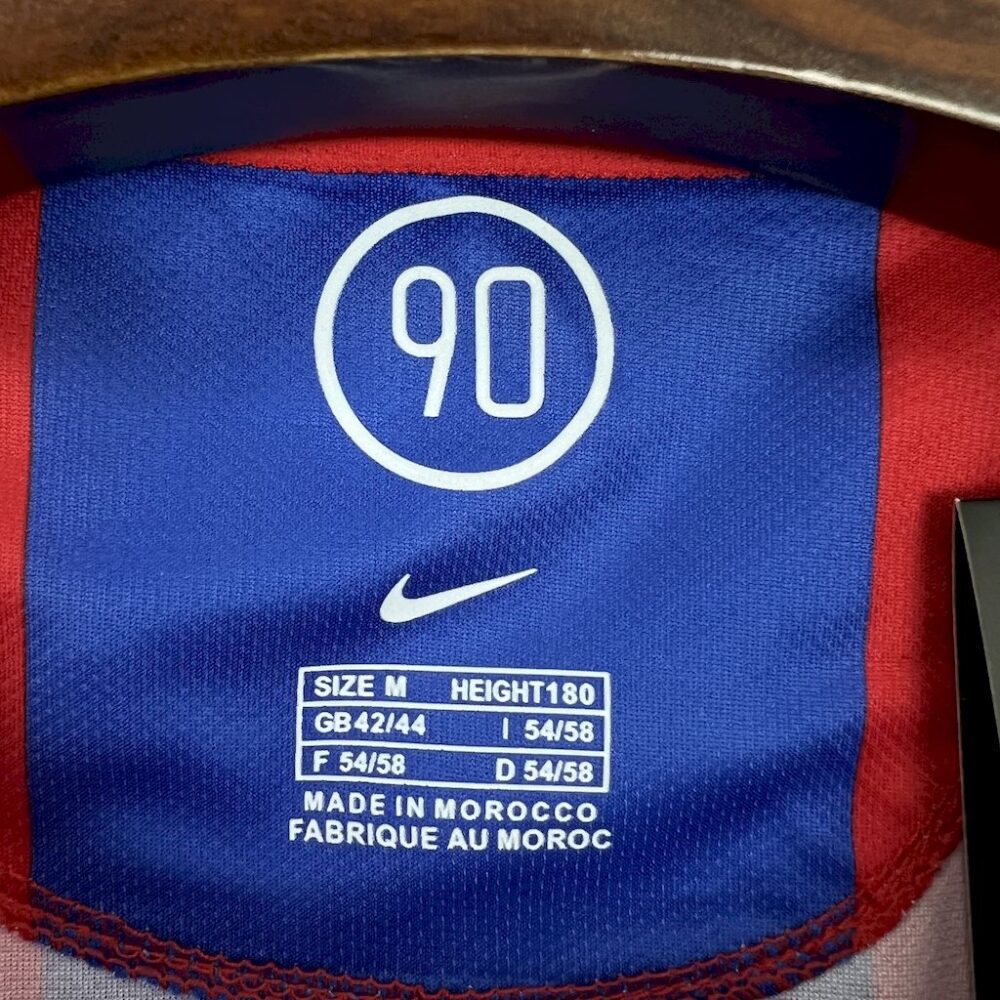 90
SIZE M HEIGHT180
GB42/44 I 54/58
F 54/58 D 54/58
MADE IN MOROCCO
FABRIQUE AU MOROC